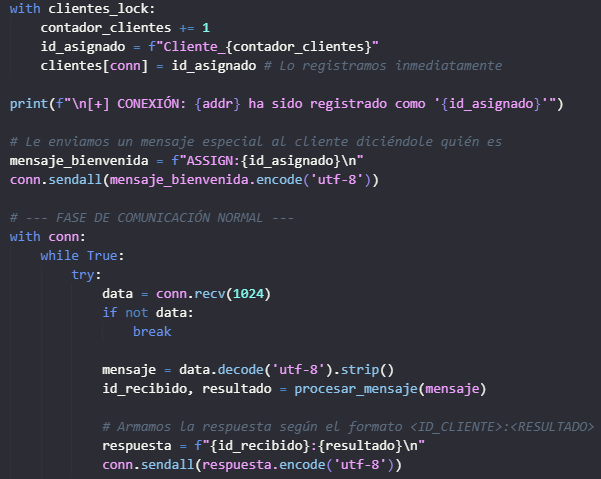 with clientes_lock:
    contador_clientes += 1
    id_asignado = f"Cliente_{contador_clientes}"
    clientes[conn] = id_asignado # Lo registramos inmediatamente

print(f"\n[+] CONEXIÓN: {addr} ha sido registrado como '{id_asignado}'")

# Le enviamos un mensaje especial al cliente diciéndole quién es
mensaje_bienvenida = f"ASSIGN:{id_asignado}\n"
conn.sendall(mensaje_bienvenida.encode('utf-8'))

# --- FASE DE COMUNICACIÓN NORMAL ---
with conn:
    while True:
        try:
            data = conn.recv(1024)
            if not data:
                break

            mensaje = data.decode('utf-8').strip()
            id_recibido, resultado = procesar_mensaje(mensaje)

            # Armamos la respuesta según el formato <ID_CLIENTE>:<RESULTADO>
            respuesta = f"{id_recibido}:{resultado}\n"
            conn.sendall(respuesta.encode('utf-8'))